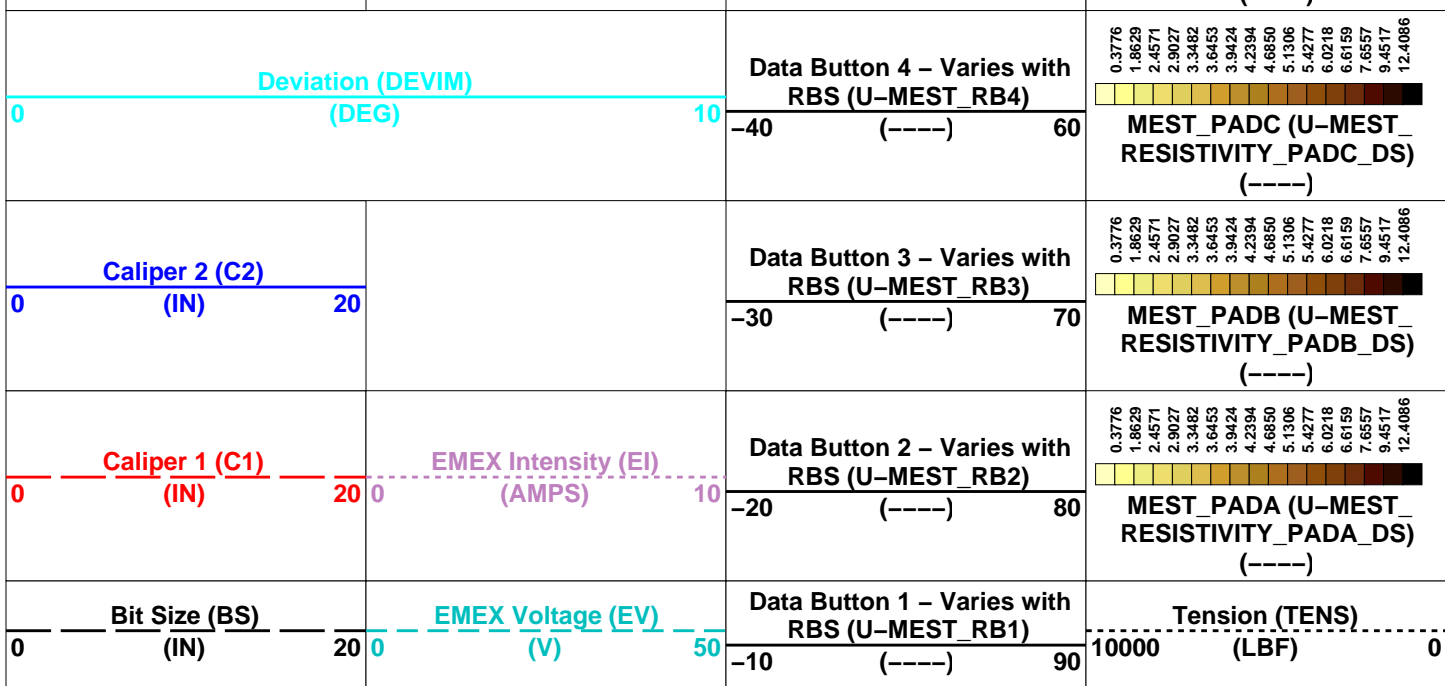 (----)
Deviation (DEVIM)
0 (DEG) 10
Data Button 4 – Varies with
RBS (U–MEST_RB4)
–40 (––––) 60
0.3776
1.8629
2.4571
2.9027
3.3482
3.6453
3.9424
4.2394
4.6850
5.1306
5.4277
6.0218
6.6159
7.6557
9.4517
12.4086
MEST_PADC (U–MEST_
RESISTIVITY_PADC_DS)
(––––)
Caliper 2 (C2)
0 (IN) 20
Data Button 3 – Varies with
RBS (U–MEST_RB3)
–30 (––––) 70
0.3776
1.8629
2.4571
2.9027
3.3482
3.6453
3.9424
4.2394
4.6850
5.1306
5.4277
6.0218
6.6159
7.6557
9.4517
12.4086
MEST_PADB (U–MEST_
RESISTIVITY_PADB_DS)
(––––)
Caliper 1 (C1)
0 (IN) 20
EMEX Intensity (EI)
0 (AMPS) 10
Data Button 2 – Varies with
RBS (U–MEST_RB2)
–20 (––––) 80
0.3776
1.8629
2.4571
2.9027
3.3482
3.6453
3.9424
4.2394
4.6850
5.1306
5.4277
6.0218
6.6159
7.6557
9.4517
12.4086
MEST_PADA (U–MEST_
RESISTIVITY_PADA_DS)
(––––)
Bit Size (BS)
0 (IN) 20
EMEX Voltage (EV)
0 (V) 50
Data Button 1 – Varies with
RBS (U–MEST_RB1)
–10 (––––) 90
Tension (TENS)
10000 (LBF) 0